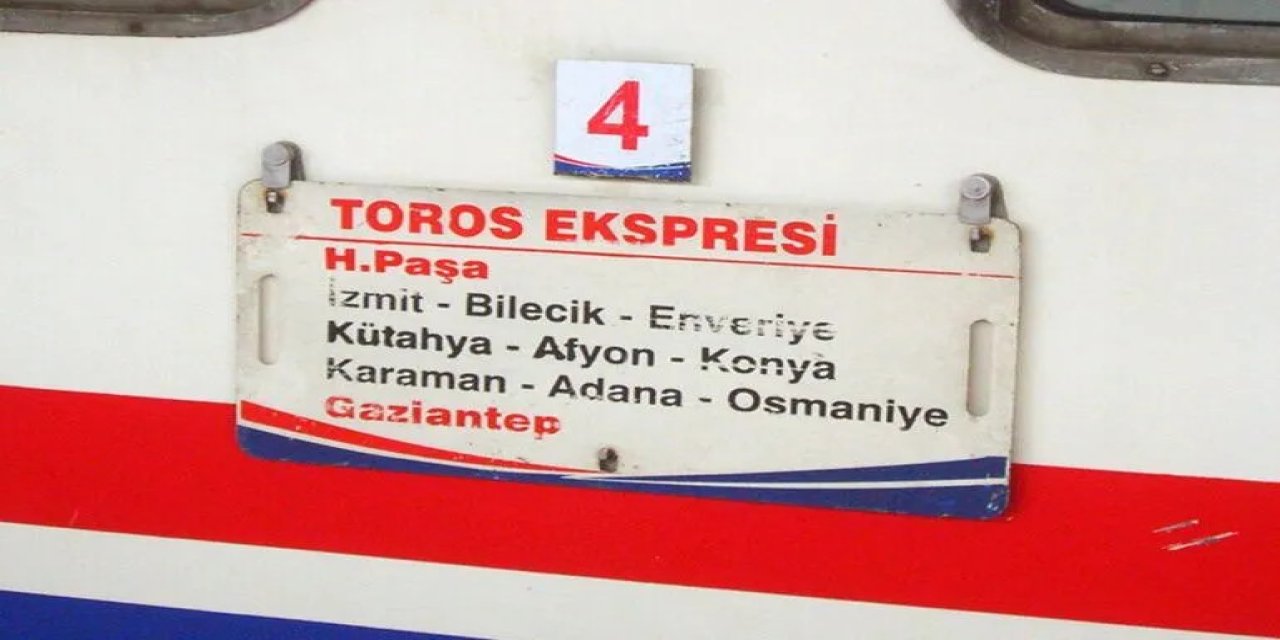 4
TOROS EKSPRESİ
H.Paşa
İzmit - Bilecik - Enveriye
Kütahya - Afyon - Konya
Karaman - Adana - Osmaniye
Gaziantep